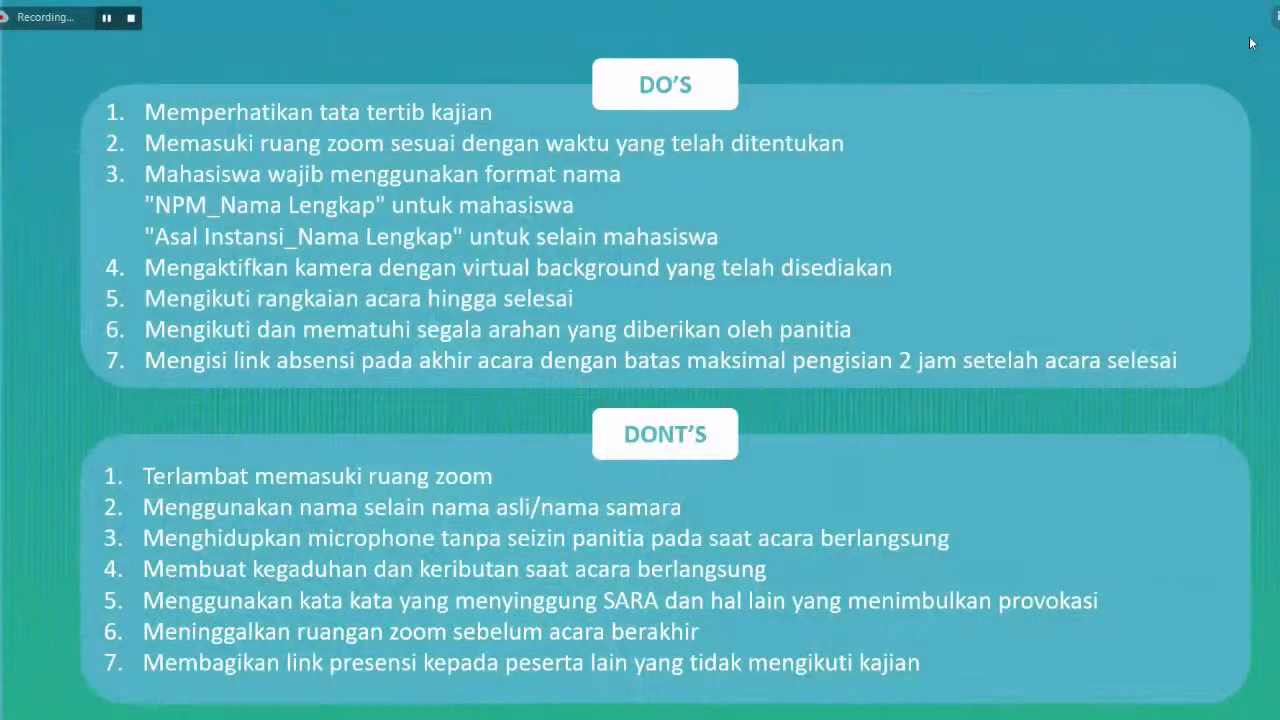 Recording...
DO'S
1. Memperhatikan tata tertib kajian
2. Memasuki ruang zoom sesuai dengan waktu yang telah ditentukan
3. Mahasiswa wajib menggunakan format nama
"NPM_Nama Lengkap" untuk mahasiswa
"Asal Instansi_Nama Lengkap" untuk selain mahasiswa
4. Mengaktifkan kamera dengan virtual background yang telah disediakan
5. Mengikuti rangkaian acara hingga selesai
6. Mengikuti dan mematuhi segala arahan yang diberikan oleh panitia
7. Mengisi link absensi pada akhir acara dengan batas maksimal pengisian 2 jam setelah acara selesai
DONT'S
1. Terlambat memasuki ruang zoom
2. Menggunakan nama selain nama asli/nama samara
3. Menghidupkan microphone tanpa seizin panitia pada saat acara berlangsung
4. Membuat kegaduhan dan keributan saat acara berlangsung
5. Menggunakan kata kata yang menyinggung SARA dan hal lain yang menimbulkan provokasi
6. Meninggalkan ruangan zoom sebelum acara berakhir
7. Membagikan link presensi kepada peserta lain yang tidak mengikuti kajian